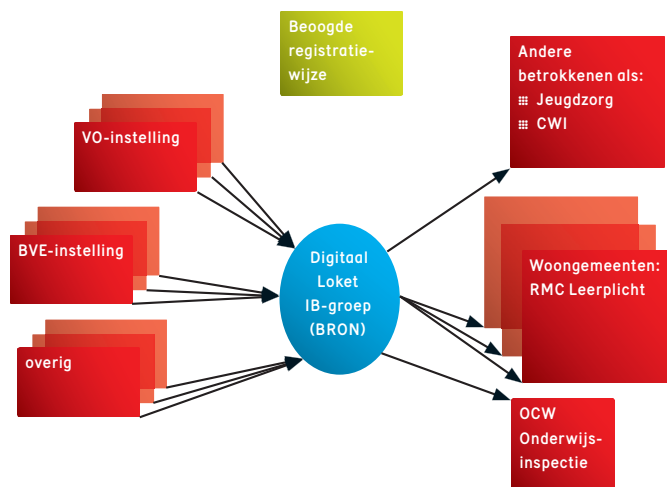 Beoogde
registratie-
wijze
VO-instelling
BVE-instelling
overig
Digitaal
Loket
IB-groep
(BRON)
Andere
betrokkenen als:
Jeugdzorg
CWI
Woongemeenten:
RMC Leerplicht
OCW
Onderwijs-
inspectie